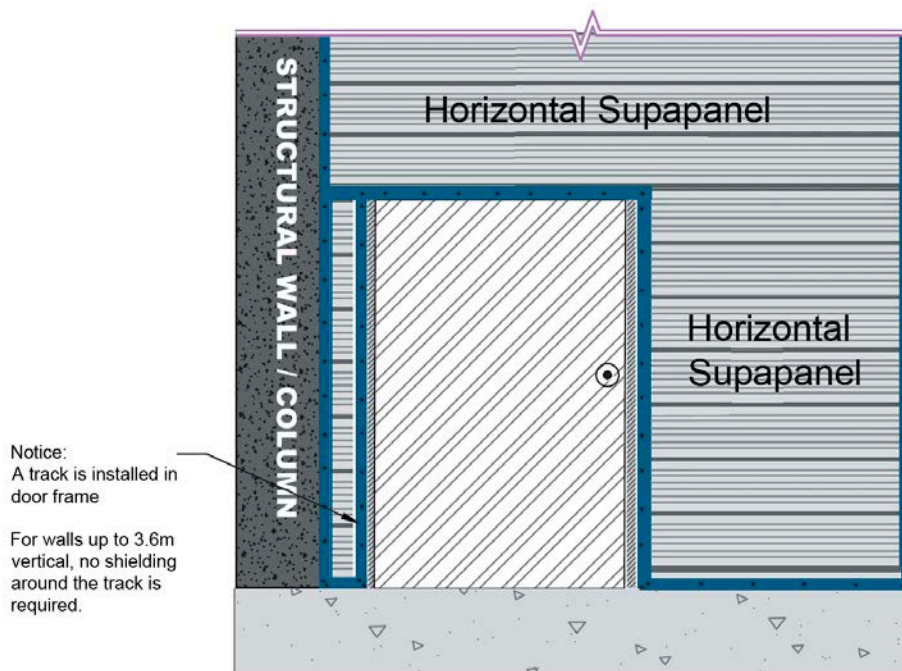 STRUCTURAL WALL / COLUMN
Horizontal Supapanel
Horizontal
Supapanel
Notice:
A track is installed in
door frame
For walls up to 3.6m
vertical, no shielding
around the track is
required.